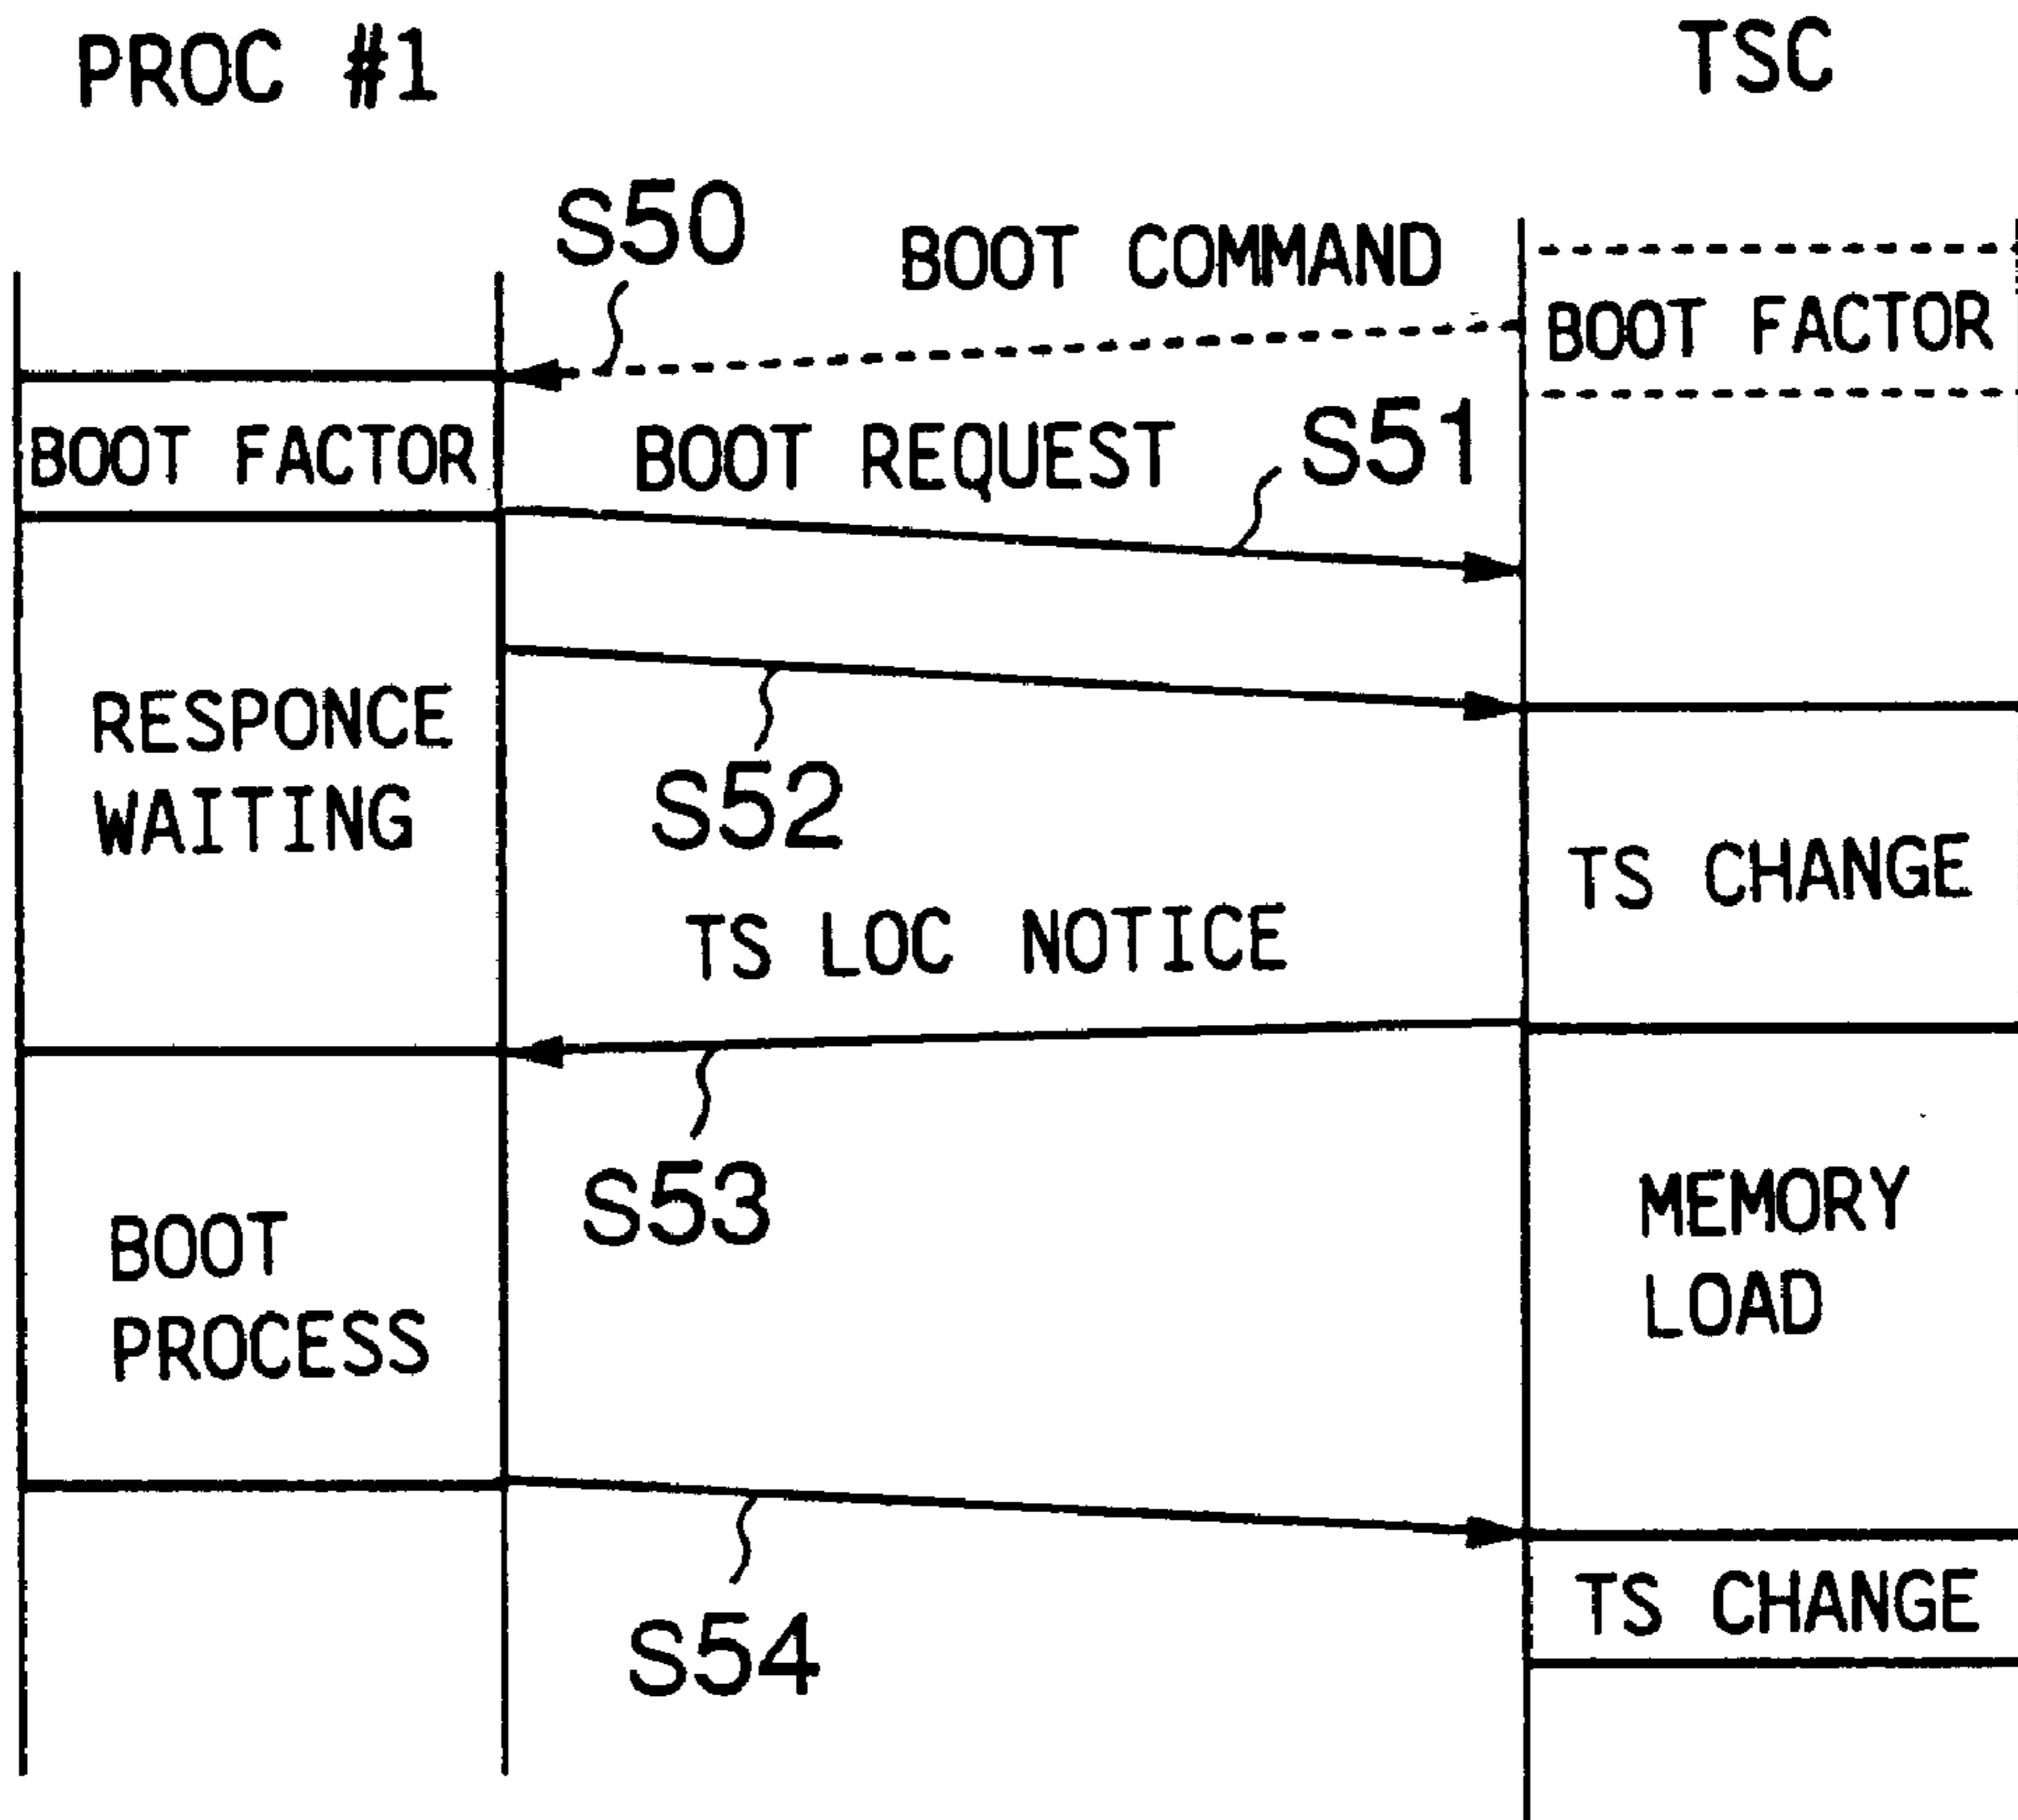 PROC #1
TSC
S50
BOOT COMMAND
BOOT FACTOR
BOOT FACTOR
BOOT REQUEST
S51
RESPONCE
WAITING
S52
TS CHANGE
TS LOC NOTICE
S53
MEMORY
LOAD
BOOT
PROCESS
TS CHANGE
S54